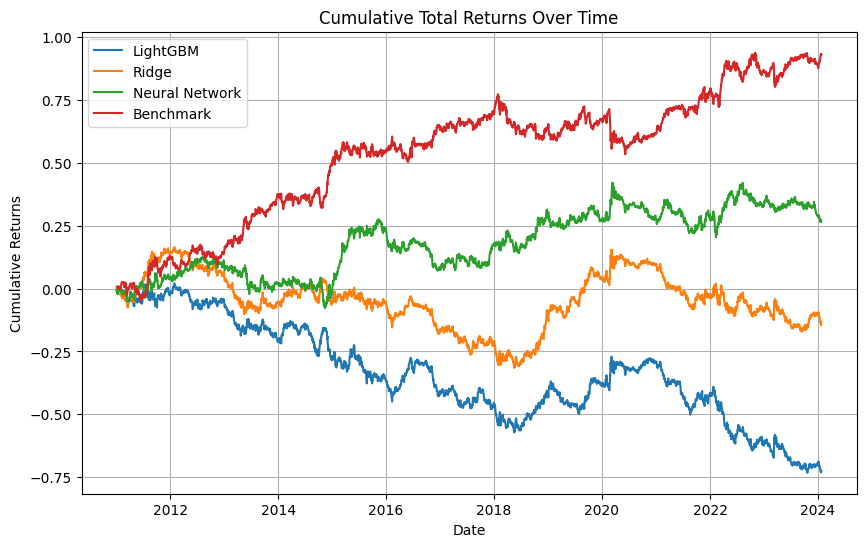 Cumulative Total Returns Over Time
LightGBM
Ridge
Neural Network
Benchmark
1.00
0.75
0.50
0.25
0.00
−0.25
−0.50
−0.75
Cumulative Returns
2012 2014 2016 2018 2020 2022 2024
Date